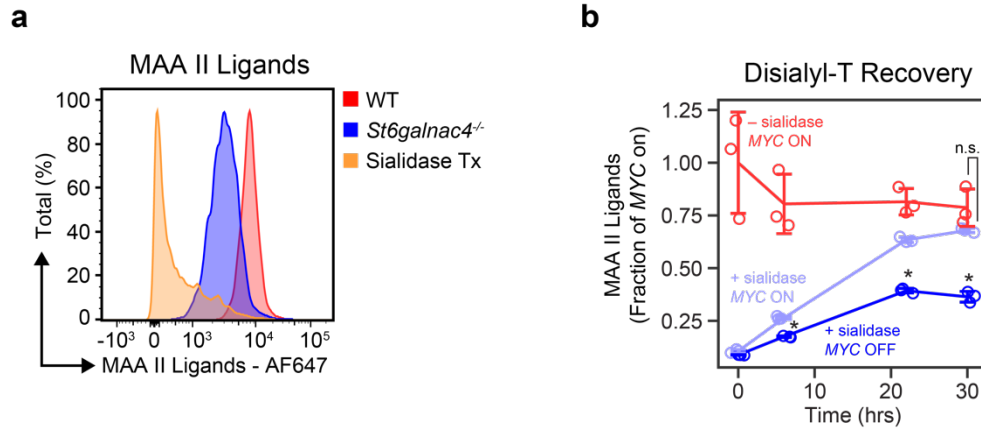 a
MAA II Ligands
100
80
60
40
20
0
Total (%)
-10³
0
10³
10⁴
10⁵
MAA II Ligands - AF647
WT
St6galnac4-/-
Sialidase Tx
b
Disialyl-T Recovery
MAA II Ligands
(Fraction of MYC on)
1.25
1.00
0.75
0.50
0.25
– sialidase
MYC ON
n.s.
+ sialidase
MYC ON
*
*
*
+ sialidase
MYC OFF
0
10
20
30
Time (hrs)